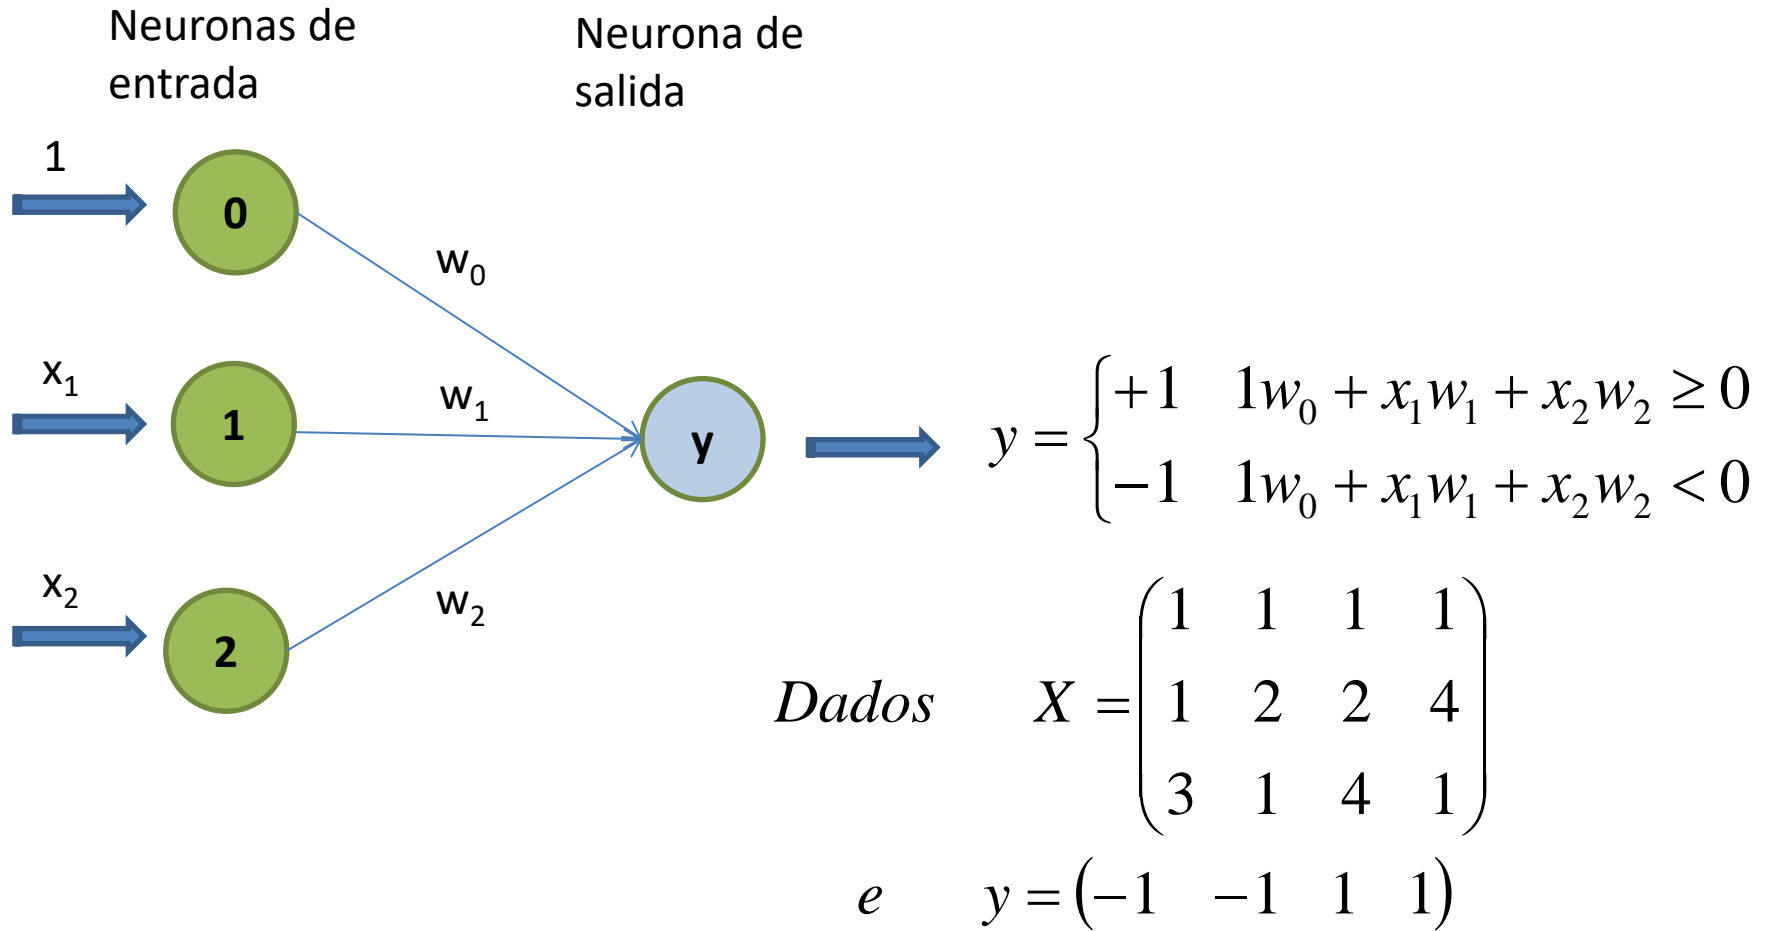 Neuronas de
entrada
Neurona de
salida
1
0
w₀
x₁
1
w₁
y
x₂
2
w₂
y = { +1 1w₀ + x₁w₁ + x₂w₂ ≥ 0
−1 1w₀ + x₁w₁ + x₂w₂ < 0
Dados X = ( 1 1 1 1
1 2 2 4
3 1 4 1 )
e y = (−1 −1 1 1)